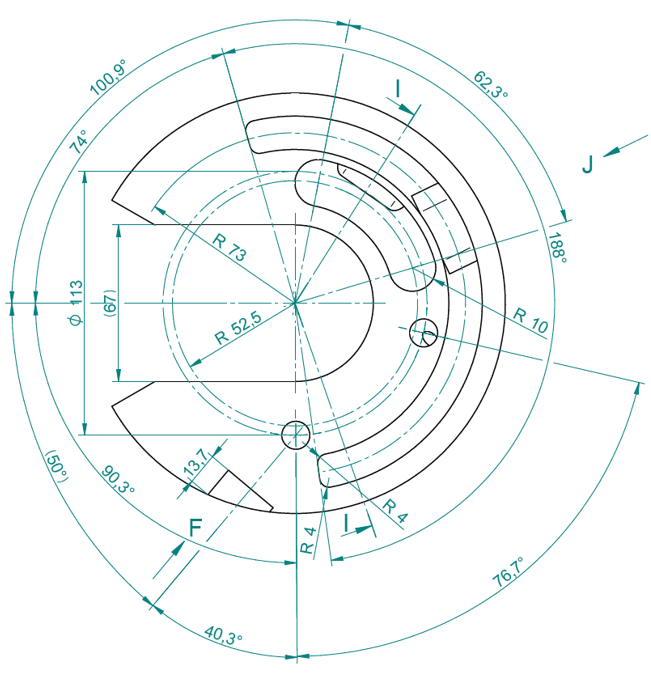 100,9°
62,3°
I
74°
J
R 73
188°
ϕ 113
(67)
R 52,5
R 10
13,7
(50°)
90,3°
F
R 4
I
R 4
76,7°
40,3°